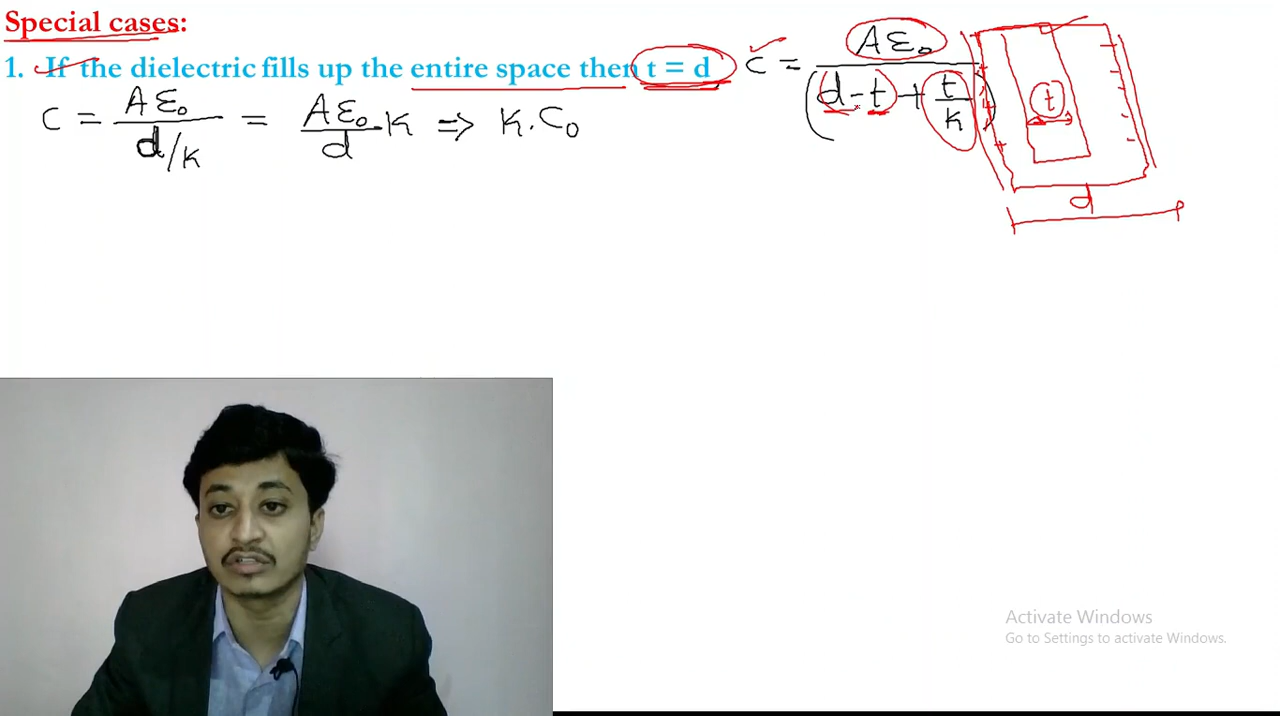 Special cases:
1. If the dielectric fills up the entire space then t = d
C = Aε₀ / (d - t + t/k)
C = Aε₀ / d/k = Aε₀/d k ⇒ k.C₀
t
d
Activate Windows
Go to Settings to activate Windows.